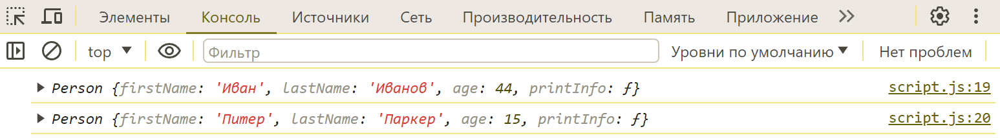 Элементы Консоль Источники Сеть Производительность Память Приложение
top Фильтр Уровни по умолчанию Нет проблем
Person {firstName: 'Иван', lastName: 'Иванов', age: 44, printInfo: ƒ} script.js:19
Person {firstName: 'Питер', lastName: 'Паркер', age: 15, printInfo: ƒ} script.js:20